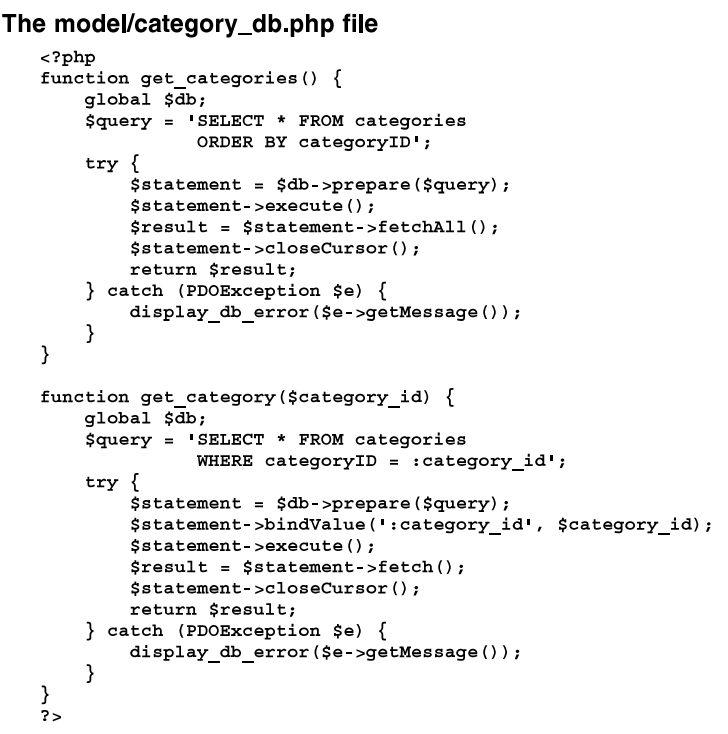 The model/category_db.php file
<?php
function get_categories() {
    global $db;
    $query = 'SELECT * FROM categories
              ORDER BY categoryID';
    try {
        $statement = $db->prepare($query);
        $statement->execute();
        $result = $statement->fetchAll();
        $statement->closeCursor();
        return $result;
    } catch (PDOException $e) {
        display_db_error($e->getMessage());
    }
}

function get_category($category_id) {
    global $db;
    $query = 'SELECT * FROM categories
              WHERE categoryID = :category_id';
    try {
        $statement = $db->prepare($query);
        $statement->bindValue(':category_id', $category_id);
        $statement->execute();
        $result = $statement->fetch();
        $statement->closeCursor();
        return $result;
    } catch (PDOException $e) {
        display_db_error($e->getMessage());
    }
}
?>